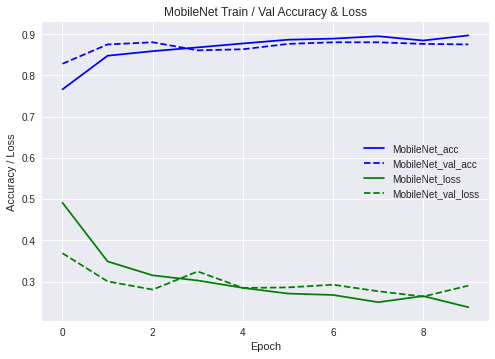 MobileNet Train / Val Accuracy & Loss
0.9
0.8
0.7
0.6
0.5
0.4
0.3
Accuracy / Loss
MobileNet_acc
MobileNet_val_acc
MobileNet_loss
MobileNet_val_loss
0 2 4 6 8
Epoch